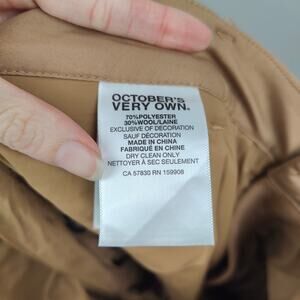 OCTOBER'S
VERY OWN.
70%POLYESTER
30%WOOL/LAINE
EXCLUSIVE OF DECORATION
SAUF DÉCORATION
MADE IN CHINA
FABRIQUÉ EN CHINE
DRY CLEAN ONLY
NETTOYER À SEC SEULEMENT
CA 57830 RN 159908